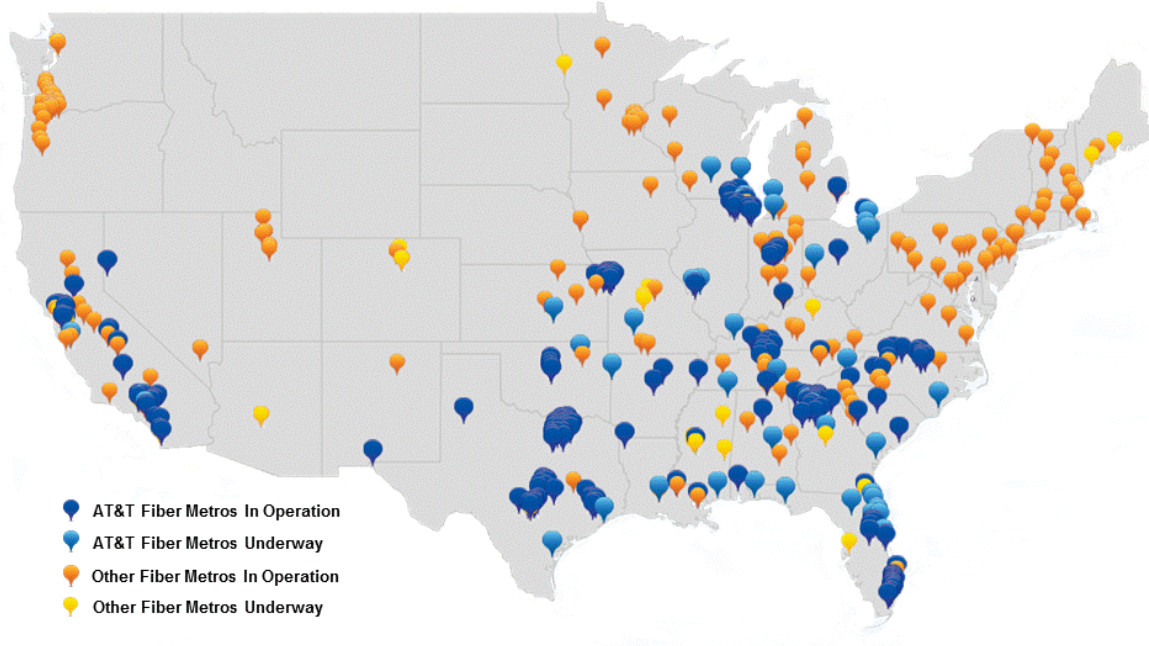 AT&T Fiber Metros In Operation
AT&T Fiber Metros Underway
Other Fiber Metros In Operation
Other Fiber Metros Underway